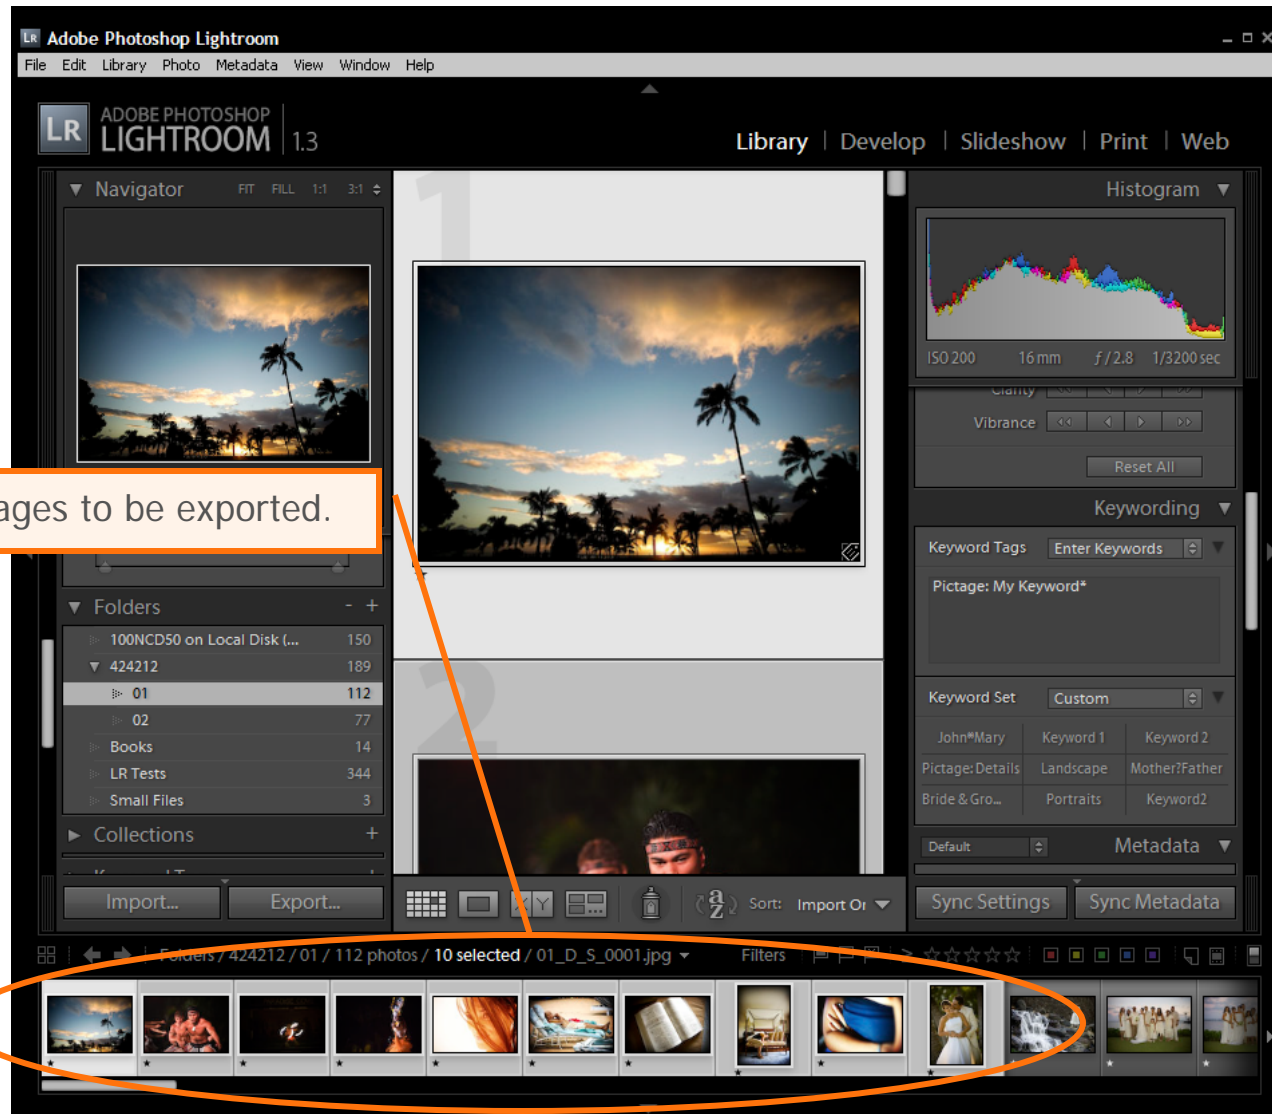 LR Adobe Photoshop Lightroom
File Edit Library Photo Metadata View Window Help
LR ADOBE PHOTOSHOP
LIGHTROOM 1.3
Library | Develop | Slideshow | Print | Web
Navigator FIT FILL 1:1 3:1
1
Histogram
ISO 200 16 mm ƒ / 2.8 1/3200 sec
Clarity
Vibrance
Reset All
ages to be exported.
Keywording
Keyword Tags Enter Keywords
Pictage: My Keyword*
Folders - +
100NCD50 on Local Disk (... 150
424212 189
01 112
02 77
Books 14
LR Tests 344
Small Files 3
Collections +
2
Keyword Set Custom
John*Mary Keyword 1 Keyword 2
Pictage: Details Landscape Mother?Father
Bride & Gro... Portraits Keyword2
Default Metadata
Import... Export...
X Y
a z Sort: Import Or
Sync Settings Sync Metadata
Folders / 424212 / 01 / 112 photos / 10 selected / 01_D_S_0001.jpg Filters